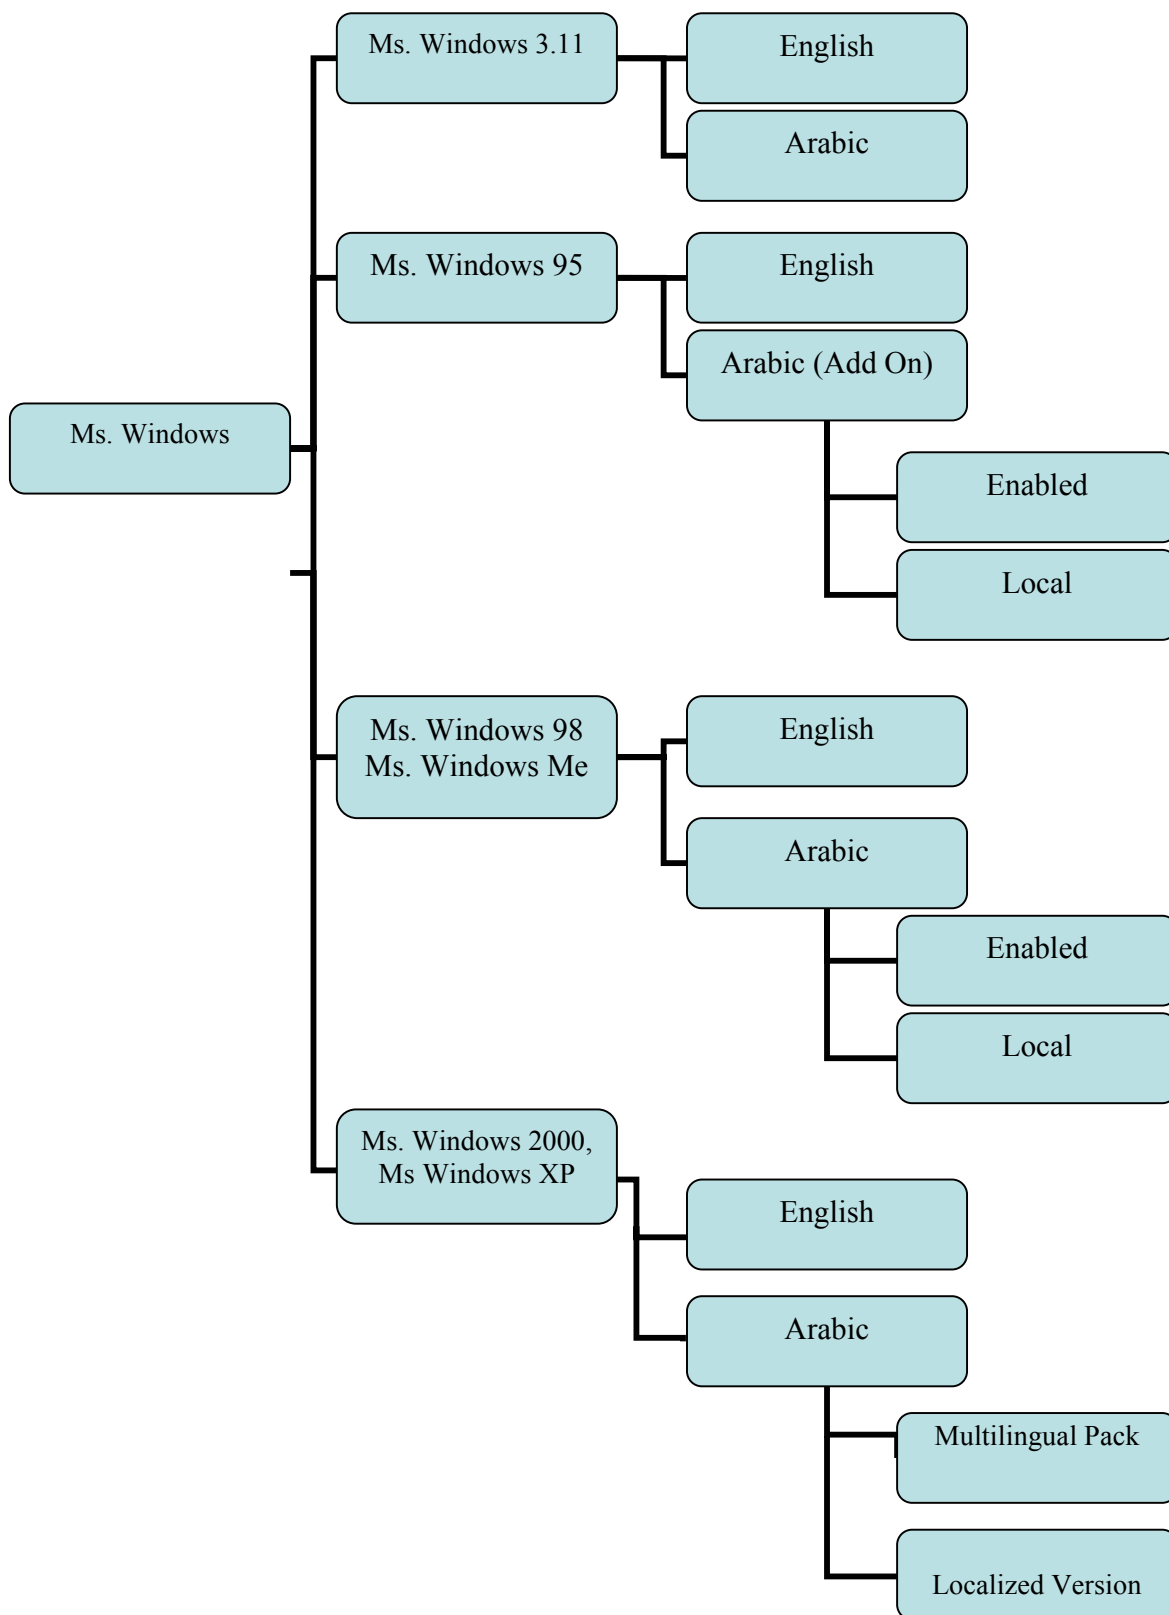 Ms. Windows
Ms. Windows 3.11
English
Arabic
Ms. Windows 95
English
Arabic (Add On)
Enabled
Local
Ms. Windows 98
Ms. Windows Me
English
Arabic
Enabled
Local
Ms. Windows 2000,
Ms Windows XP
English
Arabic
Multilingual Pack
Localized Version